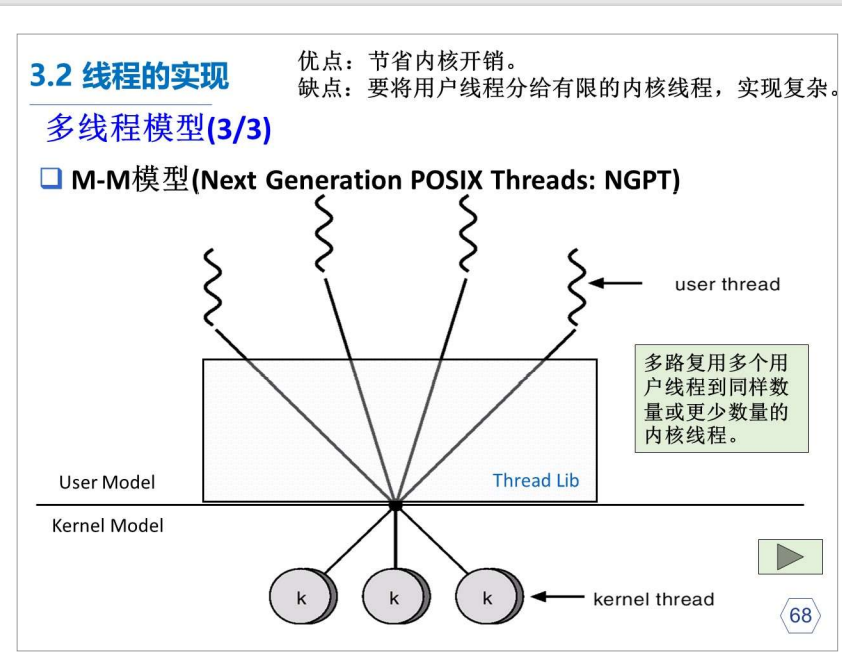 3.2 线程的实现
优点：节省内核开销。
缺点：要将用户线程分给有限的内核线程，实现复杂。
多线程模型(3/3)
M-M模型(Next Generation POSIX Threads: NGPT)
user thread
多路复用多个用
户线程到同样数
量或更少数量的
内核线程。
User Model
Thread Lib
Kernel Model
k
k
k
kernel thread
68